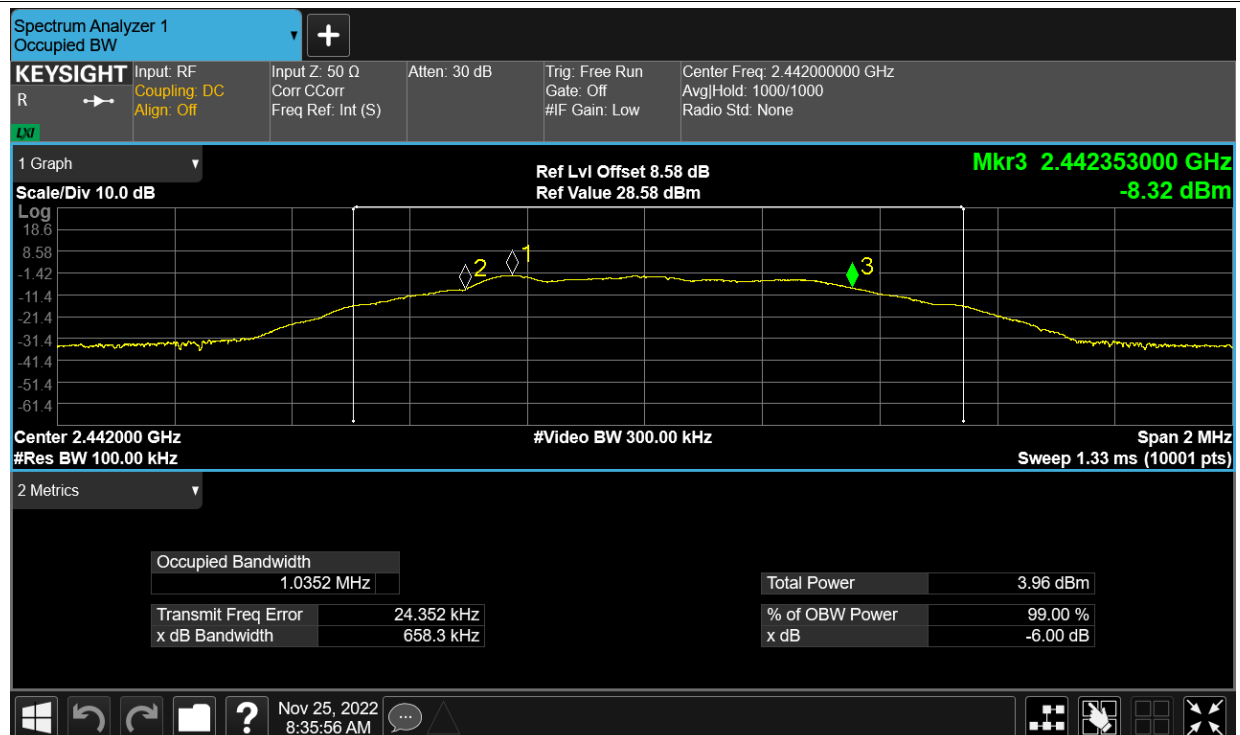 Spectrum Analyzer 1
Occupied BW
KEYSIGHT
R
LXI
Input: RF
Coupling: DC
Align: Off
Input Z: 50 Ω
Corr CCorr
Freq Ref: Int (S)
Atten: 30 dB
Trig: Free Run
Gate: Off
#IF Gain: Low
Center Freq: 2.442000000 GHz
Avg|Hold: 1000/1000
Radio Std: None
1 Graph
Scale/Div 10.0 dB
Ref Lvl Offset 8.58 dB
Ref Value 28.58 dBm
Mkr3 2.442353000 GHz
-8.32 dBm
Log
18.6
8.58
-1.42
-11.4
-21.4
-31.4
-41.4
-51.4
-61.4
2
1
3
Center 2.442000 GHz
#Res BW 100.00 kHz
#Video BW 300.00 kHz
Span 2 MHz
Sweep 1.33 ms (10001 pts)
2 Metrics
Occupied Bandwidth
1.0352 MHz
Transmit Freq Error 24.352 kHz
x dB Bandwidth 658.3 kHz
Total Power 3.96 dBm
% of OBW Power 99.00 %
x dB -6.00 dB
?
Nov 25, 2022
8:35:56 AM